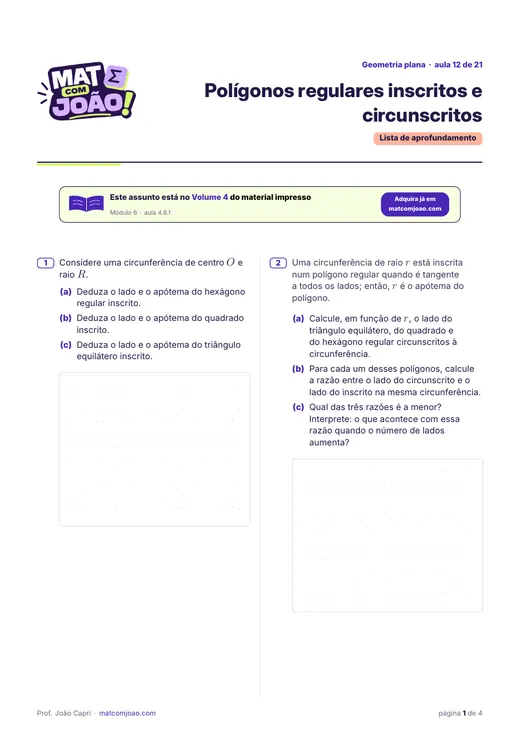 MAT Σ
COM
JOÃO!
Geometria plana · aula 12 de 21
Polígonos regulares inscritos e
circunscritos
Lista de aprofundamento
Este assunto está no Volume 4 do material impresso
Módulo 6 · aula 4.6.1
Adquira já em
matcomjoao.com
1 Considere uma circunferência de centro O e
raio R.
(a) Deduza o lado e o apótema do hexágono
regular inscrito.
(b) Deduza o lado e o apótema do quadrado
inscrito.
(c) Deduza o lado e o apótema do triângulo
equilátero inscrito.
2 Uma circunferência de raio r está inscrita
num polígono regular quando é tangente
a todos os lados; então, r é o apótema do
polígono.
(a) Calcule, em função de r, o lado do
triângulo equilátero, do quadrado e
do hexágono regular circunscritos à
circunferência.
(b) Para cada um desses polígonos, calcule
a razão entre o lado do circunscrito e o
lado do inscrito na mesma circunferência.
(c) Qual das três razões é a menor?
Interprete: o que acontece com essa
razão quando o número de lados
aumenta?
Prof. João Capri · matcomjoao.com
página 1 de 4